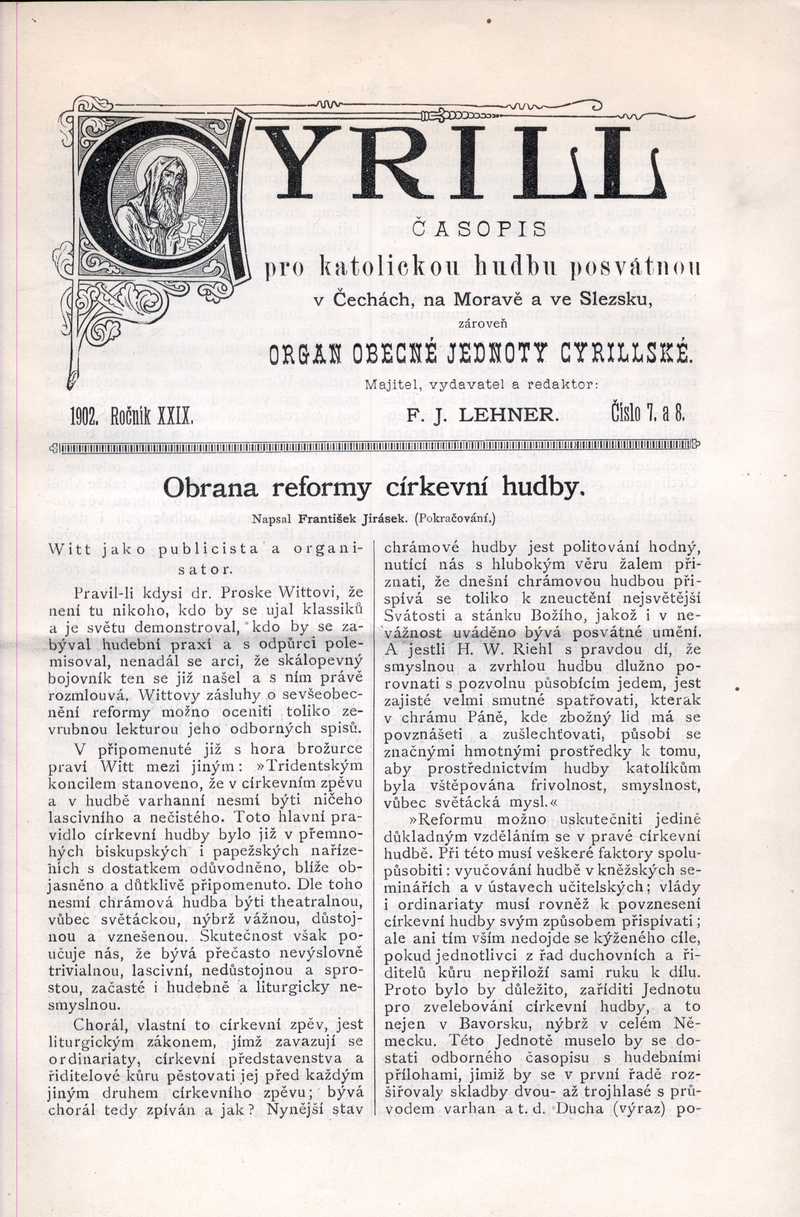 CYRILL
ČASOPIS
pro katolickou hudbu posvátnou
v Čechách, na Moravě a ve Slezsku,
zároveň
ORGAN OBECNÉ JEDNOTY CYRILLSKÉ.
Majitel, vydavatel a redaktor:
1902. Ročník XXIX. F. J. LEHNER. Číslo 7. a 8.
Obrana reformy církevní hudby.
Napsal František Jirásek. (Pokračování.)
Witt jako publicista a organi-
sator.
Pravil-li kdysi dr. Proske Wittovi, že
není tu nikoho, kdo by se ujal klassiků
a je světu demonstroval, kdo by se za-
býval hudební praxí a s odpůrci pole-
misoval, nenadál se arci, že skálopevný
bojovník ten se již našel a s ním právě
rozmlouvá. Wittovy zásluhy o sevšeobec-
nění reformy možno oceniti toliko ze-
vrubnou lekturou jeho odborných spisů.
V připomenuté již s hora brožurce
praví Witt mezi jiným: »Tridentským
koncilem stanoveno, že v církevním zpěvu
a v hudbě varhanní nesmí býti ničeho
lascivního a nečistého. Toto hlavní pra-
vidlo církevní hudby bylo již v přemno-
hých biskupských i papežských naříze-
ních s dostatkem odůvodněno, blíže ob-
jasněno a důtklivě připomenuto. Dle toho
nesmí chrámová hudba býti theatralnou,
vůbec světáckou, nýbrž vážnou, důstoj-
nou a vznešenou. Skutečnost však po-
učuje nás, že bývá přečasto nevýslovně
trivialnou, lascivní, nedůstojnou a spro-
stou, začasté i hudebně a liturgicky ne-
smyslnou.
Chorál, vlastní to církevní zpěv, jest
liturgickým zákonem, jímž zavazují se
ordinariaty, církevní představenstva a
řiditelové kůru pěstovati jej před každým
jiným druhem církevního zpěvu; bývá
chorál tedy zpíván a jak? Nynější stav
chrámové hudby jest politování hodný,
nutící nás s hlubokým věru žalem při-
znati, že dnešní chrámovou hudbou při-
spívá se toliko k zneuctění nejsvětější
Svátosti a stánku Božího, jakož i v ne-
vážnost uváděno bývá posvátné umění.
A jestli H. W. Riehl s pravdou dí, že
smyslnou a zvrhlou hudbu dlužno po-
rovnati s pozvolnu působícím jedem, jest
zajisté velmi smutné spatřovati, kterak
v chrámu Páně, kde zbožný lid má se
povznášeti a zušlechťovati, působí se
značnými hmotnými prostředky k tomu,
aby prostřednictvím hudby katolíkům
byla vštěpována frivolnost, smyslnost,
vůbec světácká mysl.«
»Reformu možno uskutečniti jedině
důkladným vzděláním se v pravé církevní
hudbě. Při této musí veškeré faktory spolu-
působiti: vyučování hudbě v kněžských se-
minářích a v ústavech učitelských; vlády
i ordinariaty musí rovněž k povznesení
církevní hudby svým způsobem přispívati;
ale ani tím vším nedojde se kýženého cíle,
pokud jednotlivci z řad duchovních a ři-
ditelů kůru nepřiloží sami ruku k dílu.
Proto bylo by důležito, zaříditi Jednotu
pro zvelebování církevní hudby, a to
nejen v Bavorsku, nýbrž v celém Ně-
mecku. Této Jednotě muselo by se do-
stati odborného časopisu s hudebními
přílohami, jimiž by se v první řadě roz-
šiřovaly skladby dvou- až trojhlasé s prů-
vodem varhan a t. d. Ducha (výraz) po-